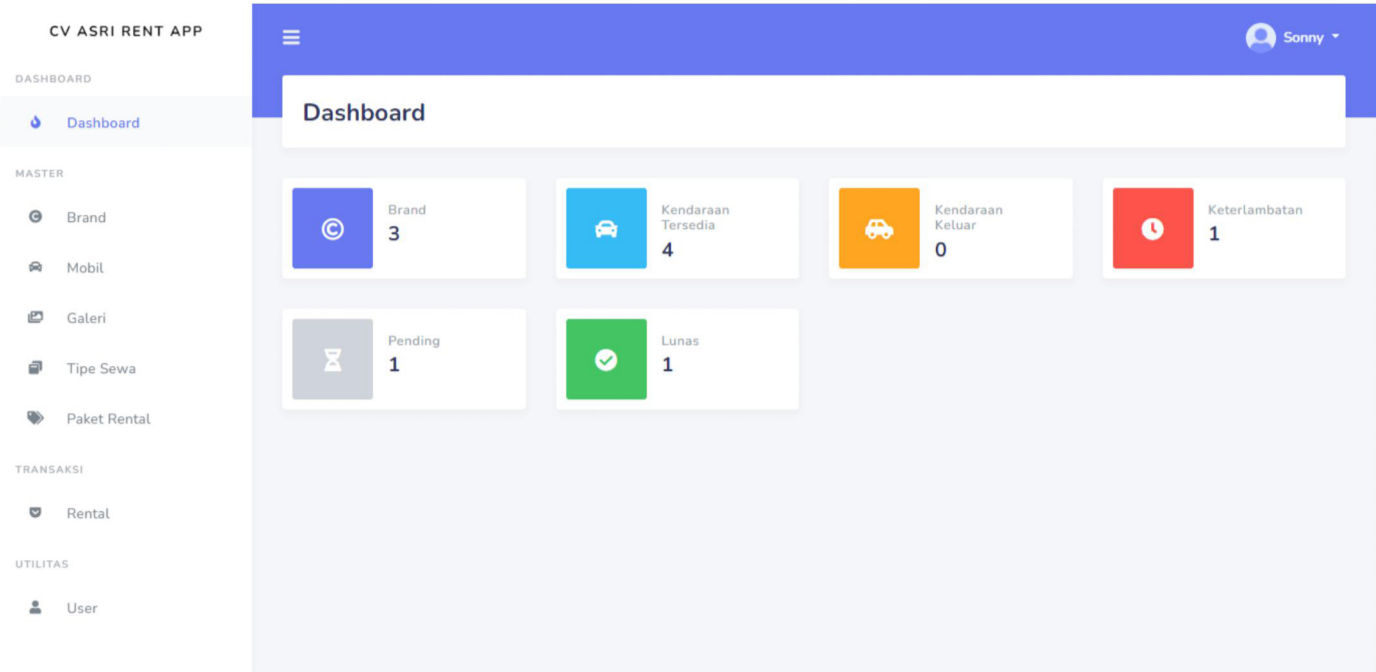 CV ASRI RENT APP
DASHBOARD
Dashboard
MASTER
Brand
Mobil
Galeri
Tipe Sewa
Paket Rental
TRANSAKSI
Rental
UTILITAS
User
Sonny
Dashboard
Brand
3
Kendaraan
Tersedia
4
Kendaraan
Keluar
0
Keterlambatan
1
Pending
1
Lunas
1